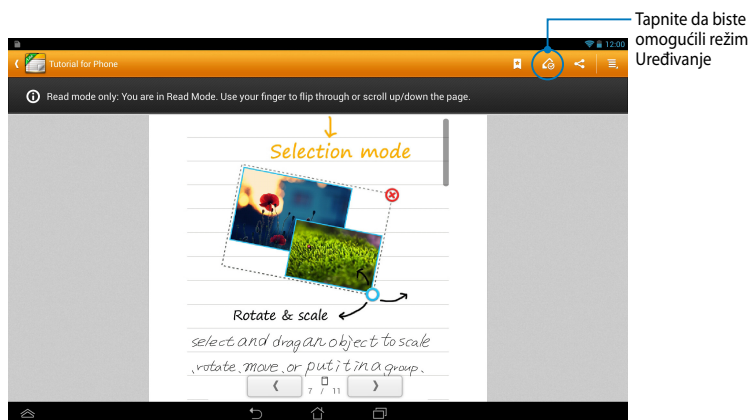 Tapnite da biste
omogućili režim
Uređivanje
12:00
Tutorial for Phone
Read mode only: You are in Read Mode. Use your finger to flip through or scroll up/down the page.
Selection mode
Rotate & scale
select and drag an object to scale
, rotate, move, or put it in a group.
7 / 11